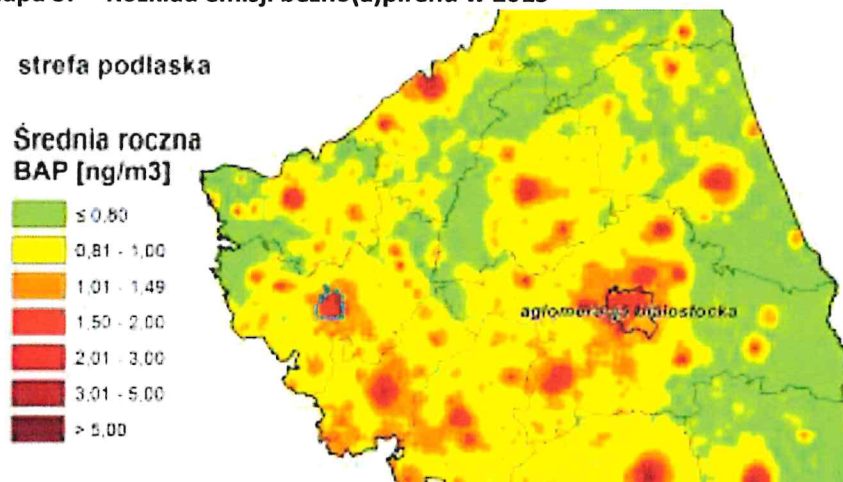 strefa podlaska
Średnia roczna
BAP [ng/m3]
≤ 0,80
0,81 - 1,00
1,01 - 1,49
1,50 - 2,00
2,01 - 3,00
3,01 - 5,00
> 5,00
aglomeracja białostocka